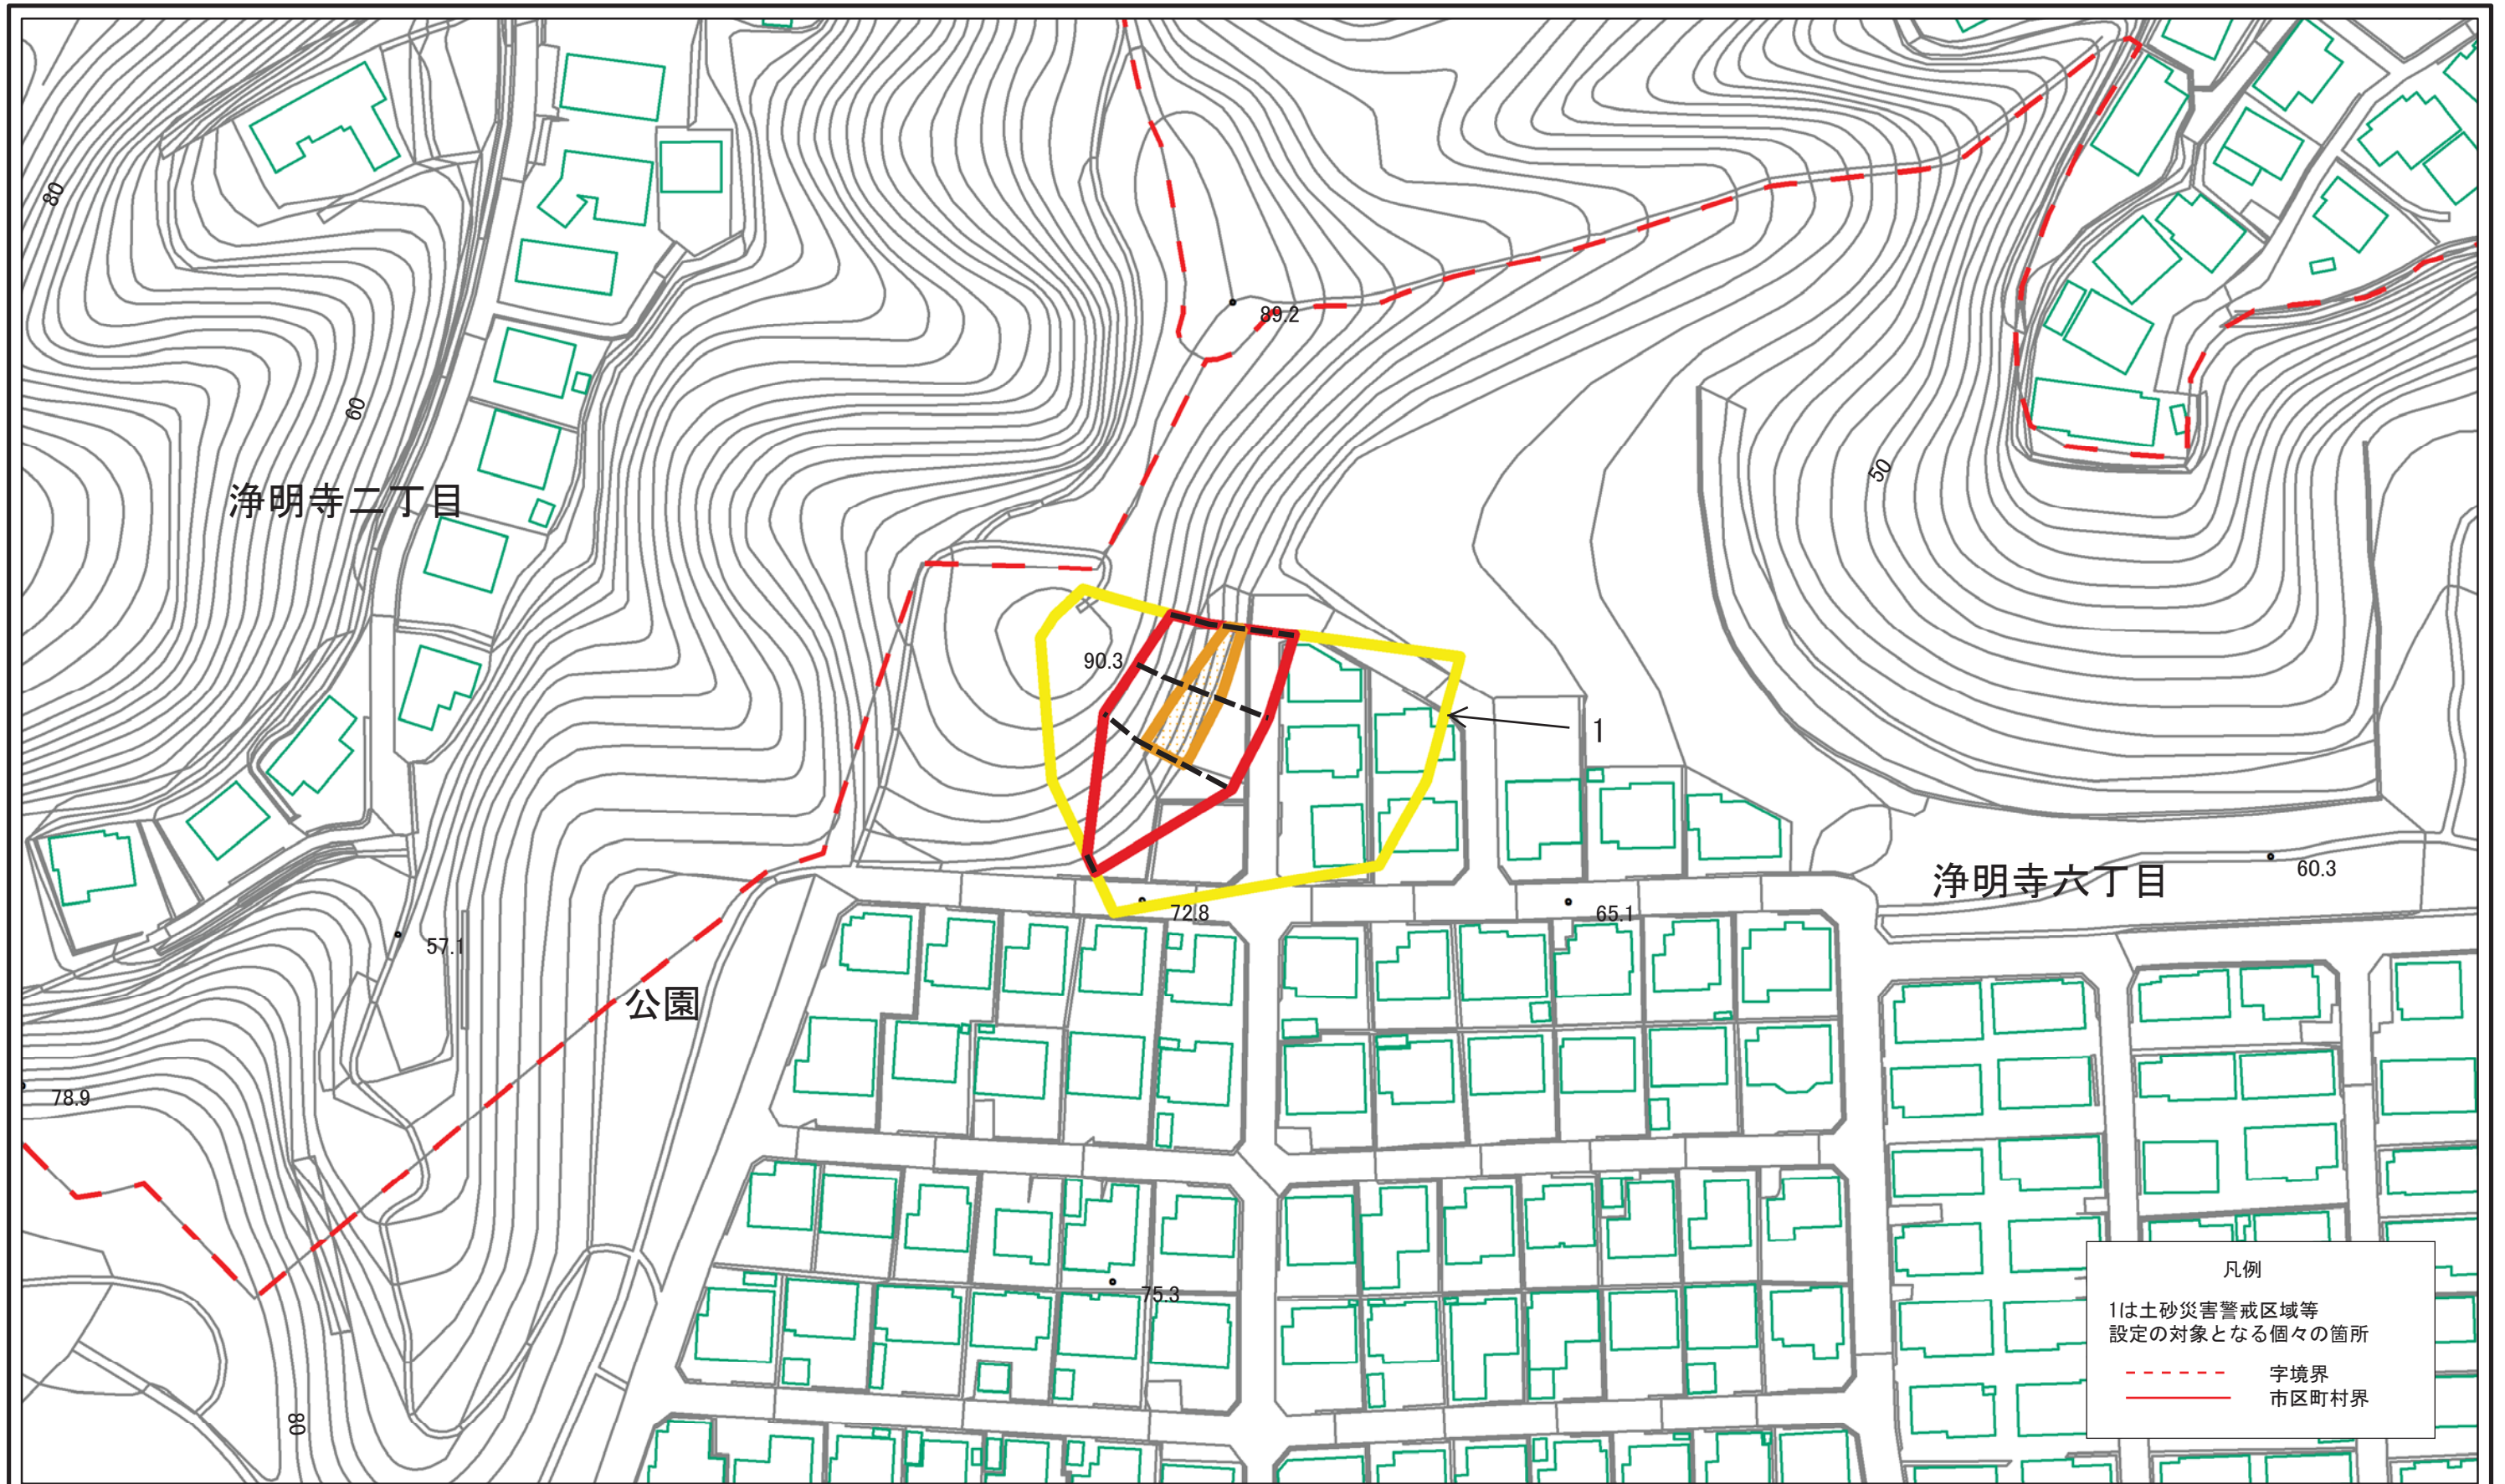 80
89.2
60
50
浄明寺二丁目
90.3
1
浄明寺六丁目
60.3
72.8
65.1
57.1
公園
78.9
75.3
80
凡例
1は土砂災害警戒区域等
設定の対象となる個々の箇所
字境界
市区町村界